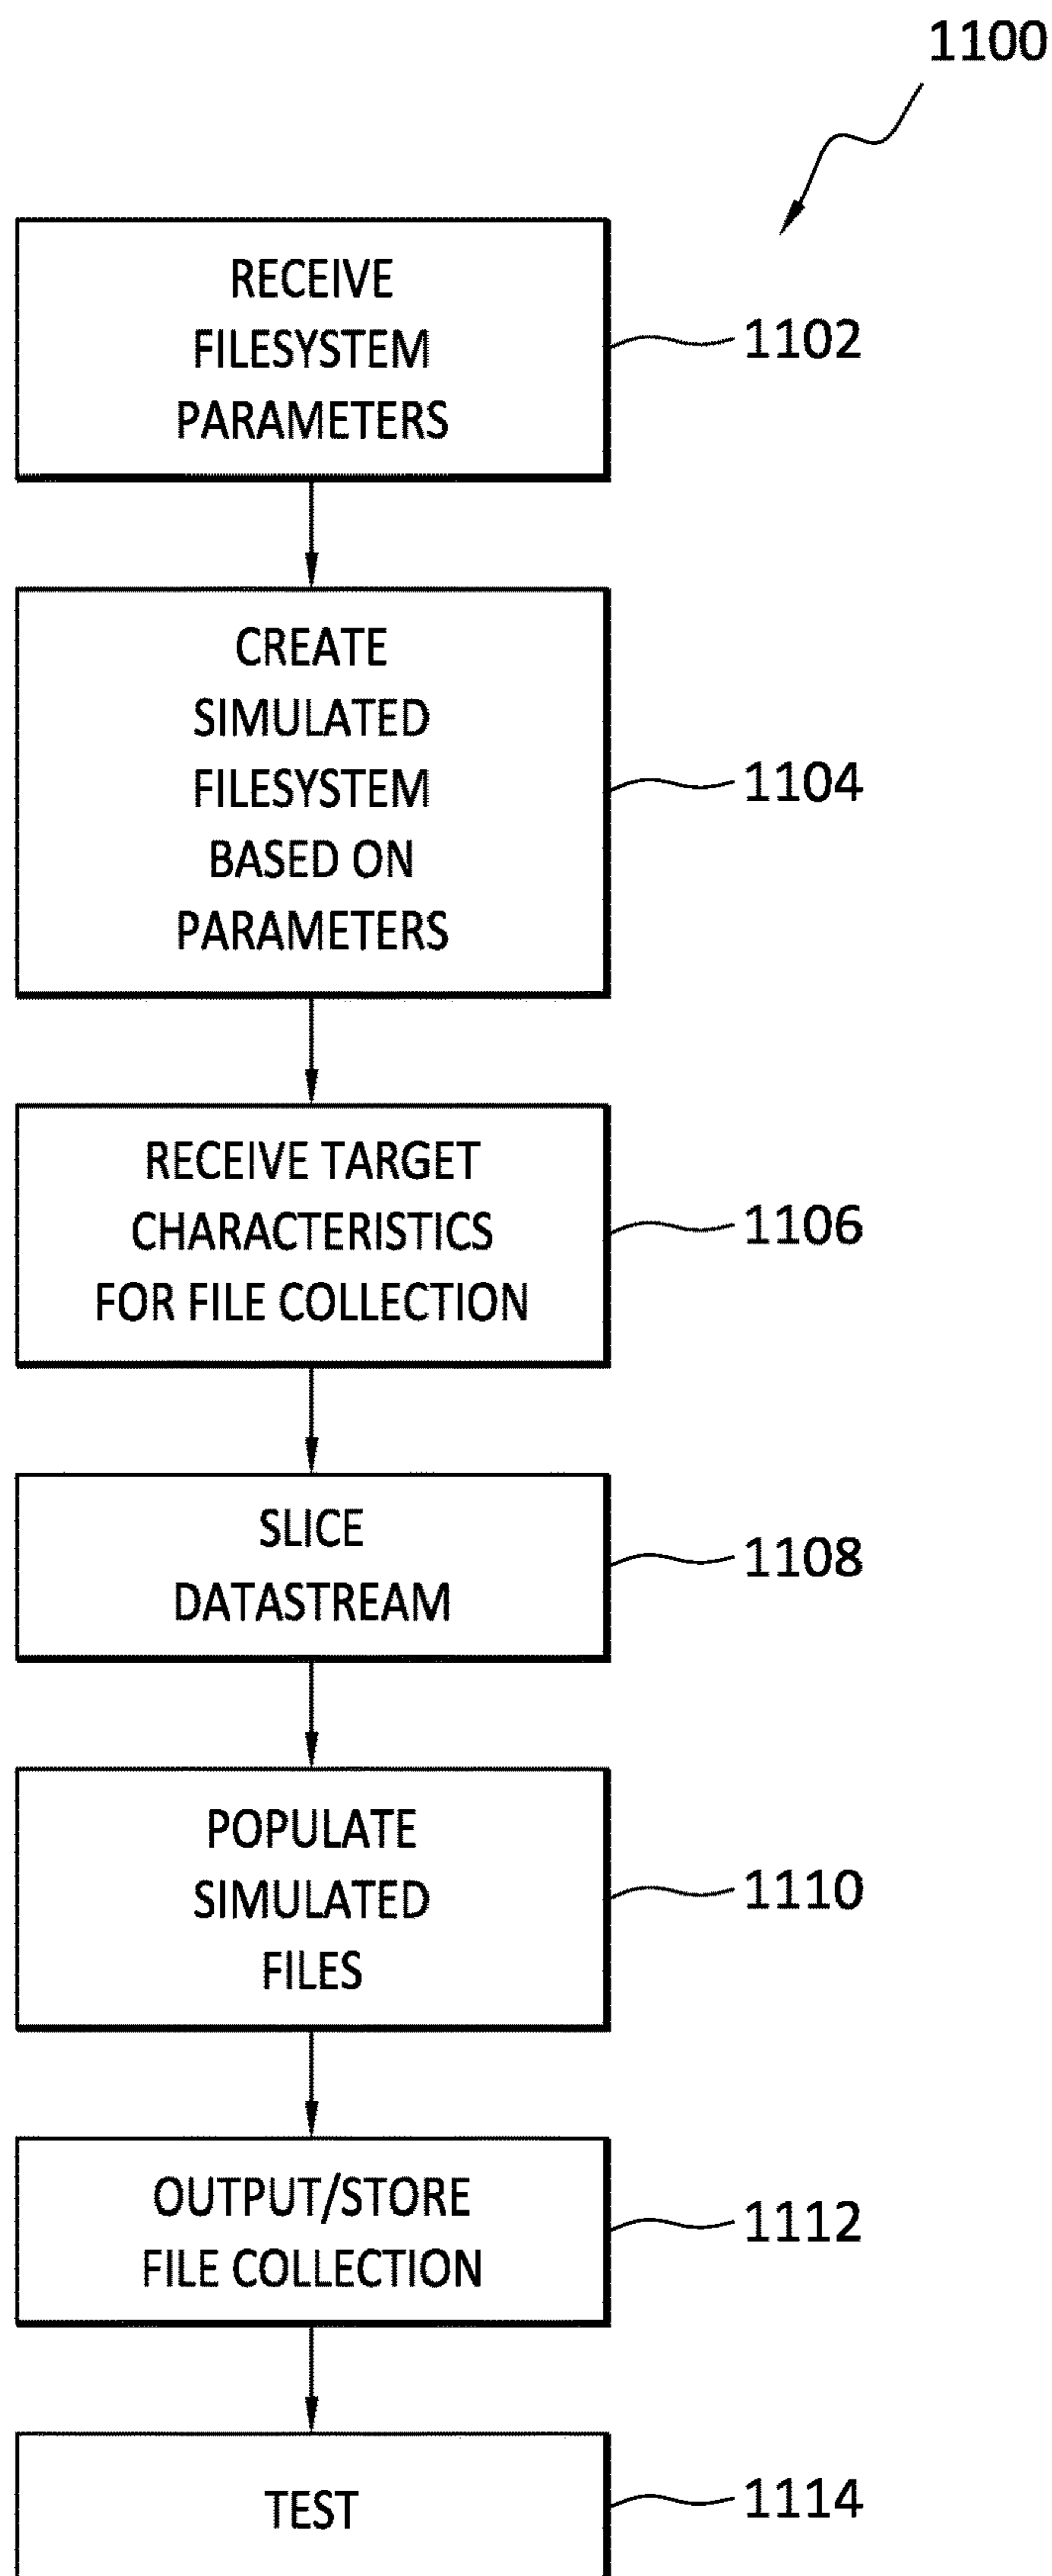 1100
RECEIVE
FILESYSTEM
PARAMETERS
1102
CREATE
SIMULATED
FILESYSTEM
BASED ON
PARAMETERS
1104
RECEIVE TARGET
CHARACTERISTICS
FOR FILE COLLECTION
1106
SLICE
DATASTREAM
1108
POPULATE
SIMULATED
FILES
1110
OUTPUT/STORE
FILE COLLECTION
1112
TEST
1114